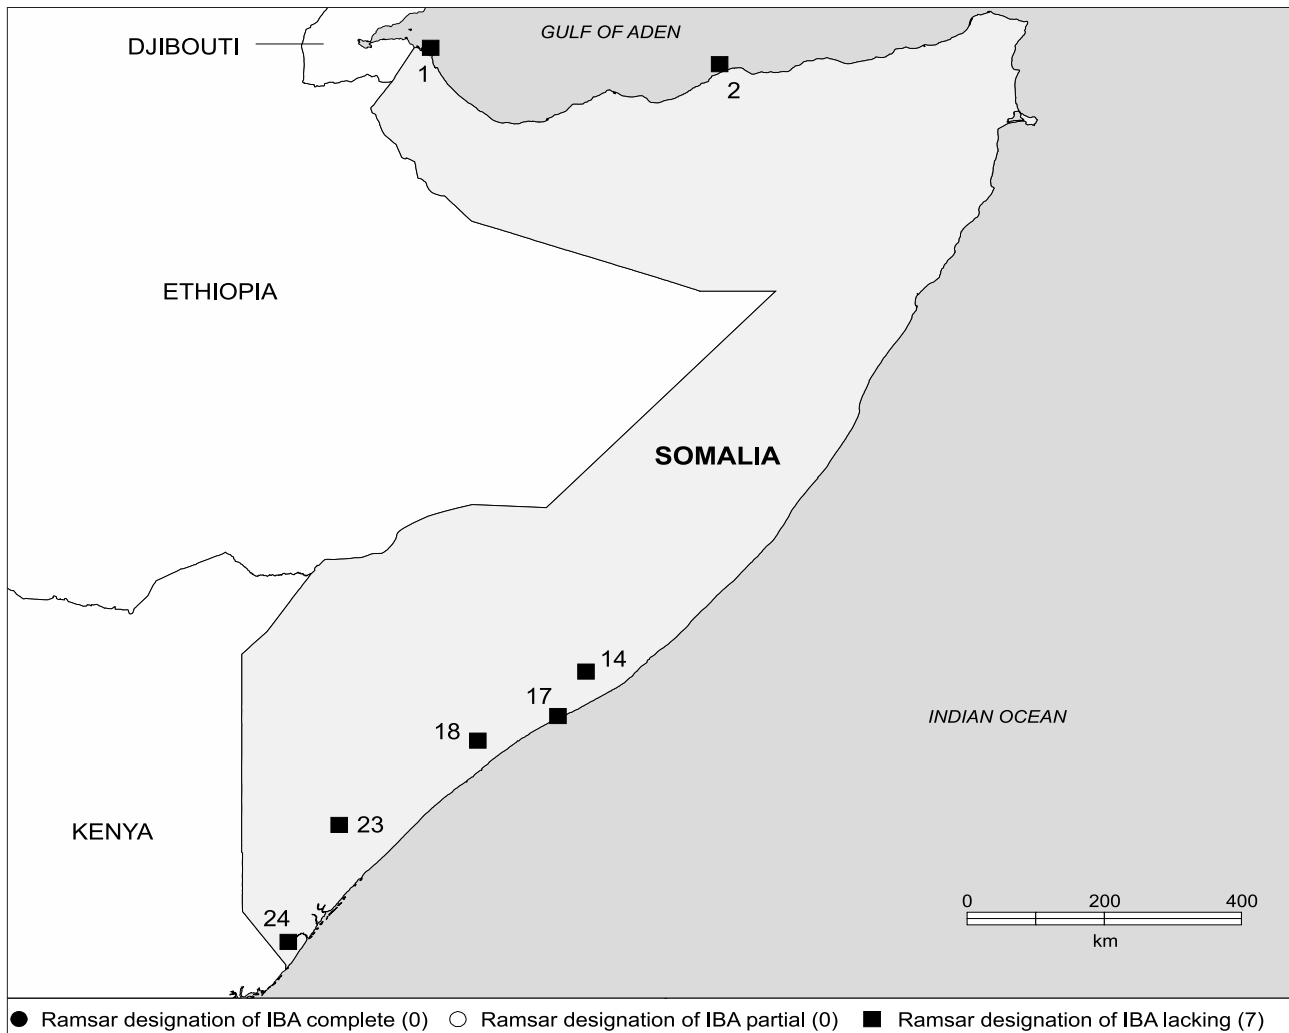 GULF OF ADEN
DJIBOUTI
1
2
ETHIOPIA
SOMALIA
14
17
18
INDIAN OCEAN
23
KENYA
24
0 200 400
km
Ramsar designation of IBA complete (0) Ramsar designation of IBA partial (0) Ramsar designation of IBA lacking (7)